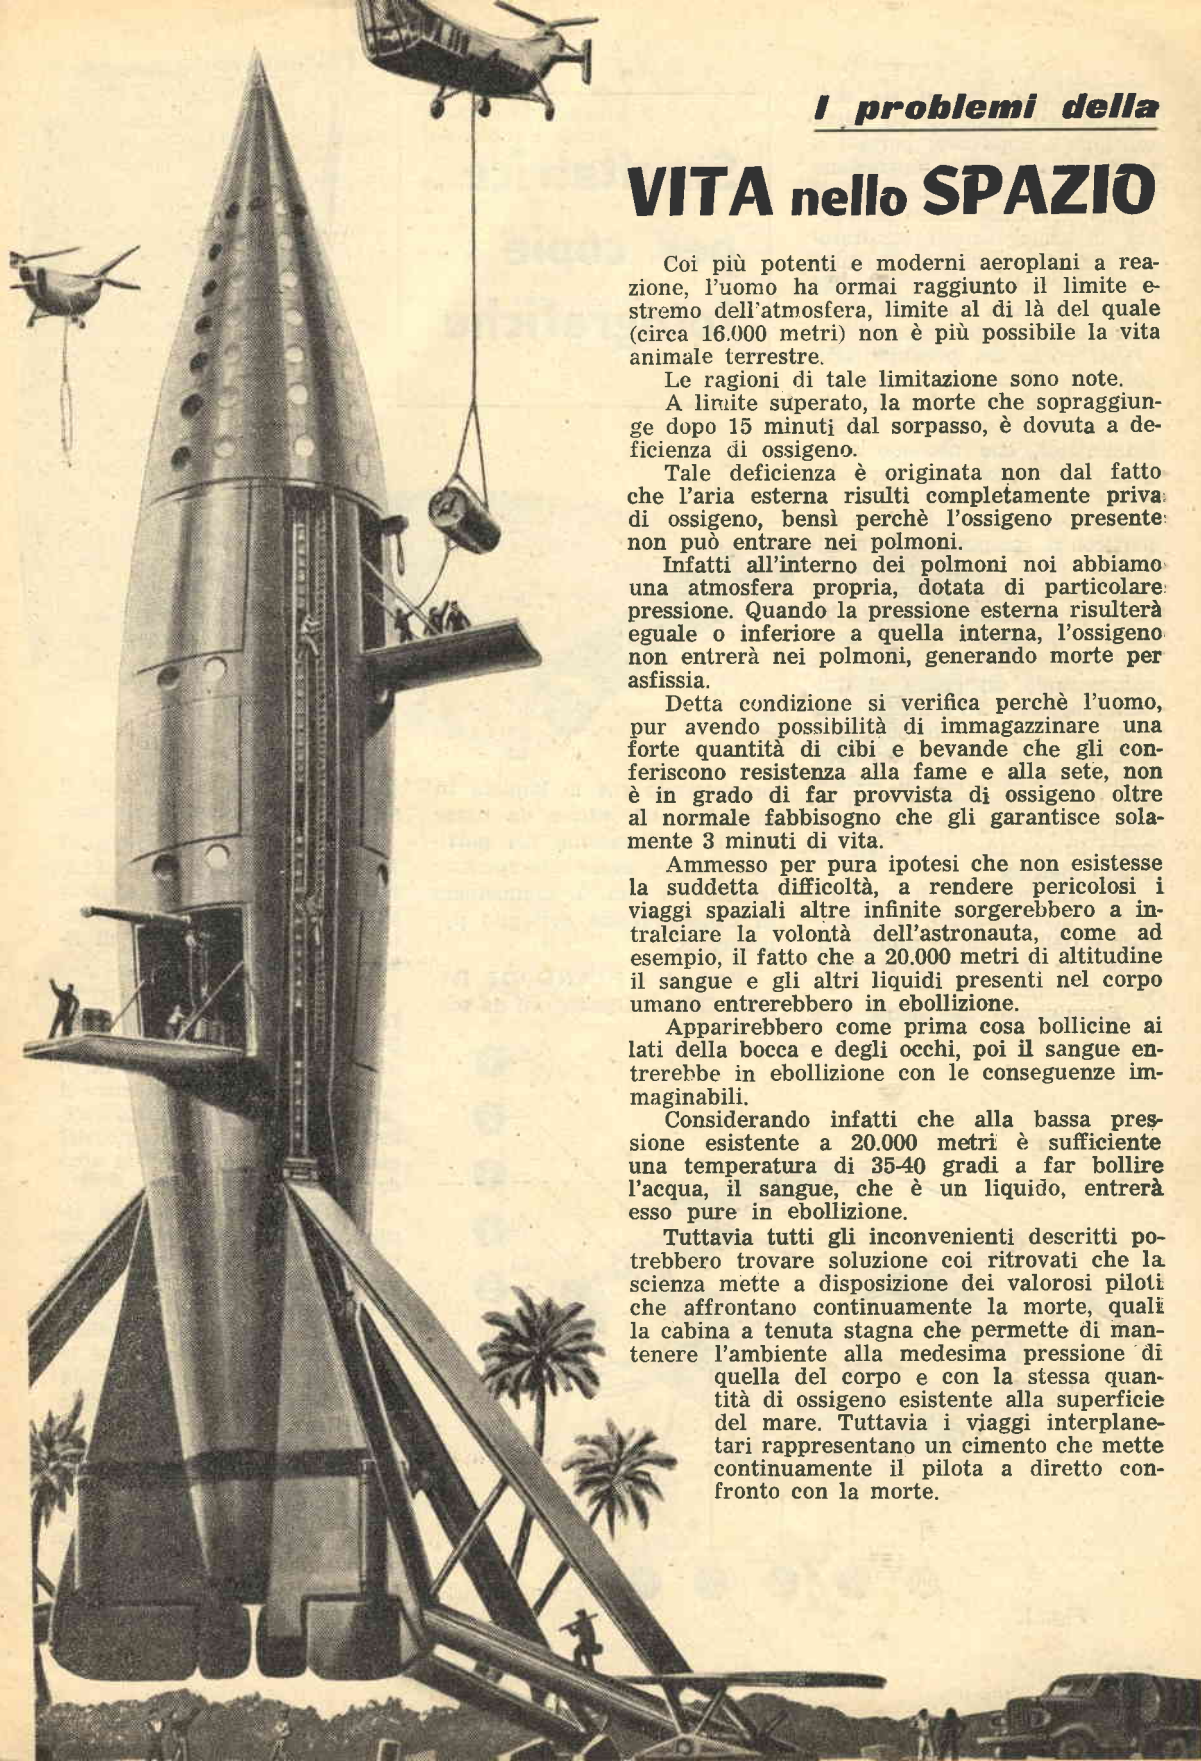 I problemi della
VITA nello SPAZIO
Coi più potenti e moderni aeroplani a rea-
zione, l'uomo ha ormai raggiunto il limite e-
stremo dell'atmosfera, limite al di là del quale
(circa 16.000 metri) non è più possibile la vita
animale terrestre.
Le ragioni di tale limitazione sono note.
A limite superato, la morte che sopraggiun-
ge dopo 15 minuti dal sorpasso, è dovuta a de-
ficienza di ossigeno.
Tale deficienza è originata non dal fatto
che l'aria esterna risulti completamente priva
di ossigeno, bensì perchè l'ossigeno presente
non può entrare nei polmoni.
Infatti all'interno dei polmoni noi abbiamo
una atmosfera propria, dotata di particolare
pressione. Quando la pressione esterna risulterà
eguale o inferiore a quella interna, l'ossigeno
non entrerà nei polmoni, generando morte per
asfissia.
Detta condizione si verifica perchè l'uomo,
pur avendo possibilità di immagazzinare una
forte quantità di cibi e bevande che gli con-
feriscono resistenza alla fame e alla sete, non
è in grado di far provvista di ossigeno oltre
al normale fabbisogno che gli garantisce sola-
mente 3 minuti di vita.
Ammesso per pura ipotesi che non esistesse
la suddetta difficoltà, a rendere pericolosi i
viaggi spaziali altre infinite sorgerebbero a in-
tralciare la volontà dell'astronauta, come ad
esempio, il fatto che a 20.000 metri di altitudine
il sangue e gli altri liquidi presenti nel corpo
umano entrerebbero in ebollizione.
Apparirebbero come prima cosa bollicine ai
lati della bocca e degli occhi, poi il sangue en-
trerebbe in ebollizione con le conseguenze im-
maginabili.
Considerando infatti che alla bassa pres-
sione esistente a 20.000 metri è sufficiente
una temperatura di 35-40 gradi a far bollire
l'acqua, il sangue, che è un liquido, entrerà
esso pure in ebollizione.
Tuttavia tutti gli inconvenienti descritti po-
trebbero trovare soluzione coi ritrovati che la
scienza mette a disposizione dei valorosi piloti
che affrontano continuamente la morte, quali
la cabina a tenuta stagna che permette di man-
tenere l'ambiente alla medesima pressione di
quella del corpo e con la stessa quan-
tità di ossigeno esistente alla superficie
del mare. Tuttavia i viaggi interplane-
tari rappresentano un cimento che mette
continuamente il pilota a diretto con-
fronto con la morte.